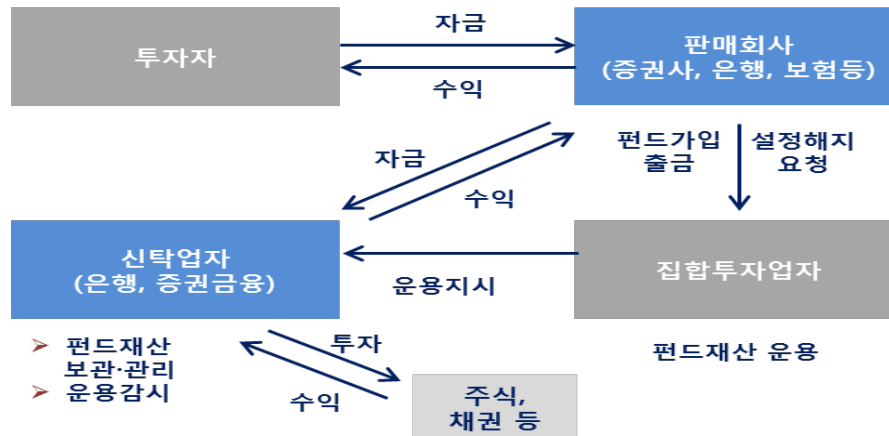 자금
투자자
판매회사
(증권사, 은행, 보험등)
수익
자금
펀드가입
출금
설정해지
요청
수익
신탁업자
(은행, 증권금융)
집합투자업자
운용지시
➤ 펀드재산
보관·관리
➤ 운용감시
투자
펀드재산 운용
수익
주식,
채권 등